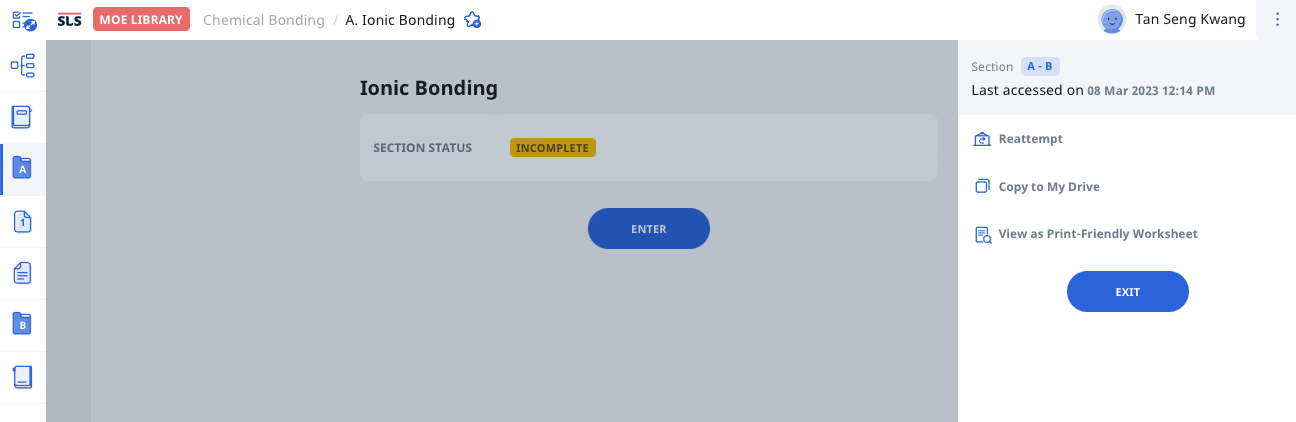 SLS MOE LIBRARY Chemical Bonding / A. Ionic Bonding Tan Seng Kwang
A
1
B
Ionic Bonding
SECTION STATUS INCOMPLETE
ENTER
Section A - B
Last accessed on 08 Mar 2023 12:14 PM
Reattempt
Copy to My Drive
View as Print-Friendly Worksheet
EXIT